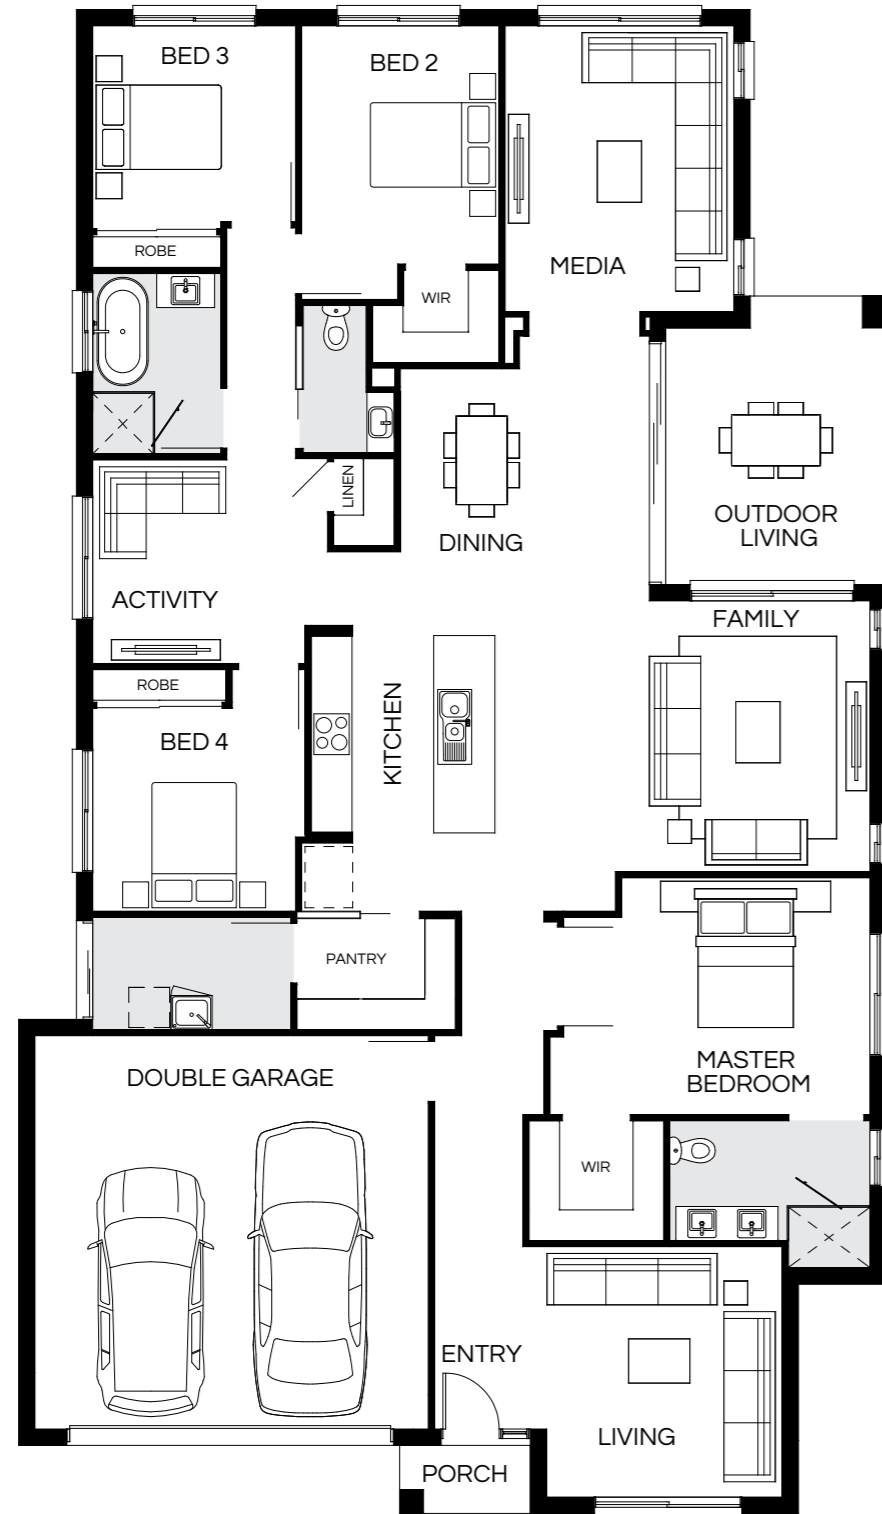 BED 3
BED 2
ROBE
WIR
MEDIA
LINEN
DINING
OUTDOOR
LIVING
ACTIVITY
FAMILY
ROBE
BED 4
KITCHEN
PANTRY
MASTER
BEDROOM
DOUBLE GARAGE
WIR
ENTRY
LIVING
PORCH